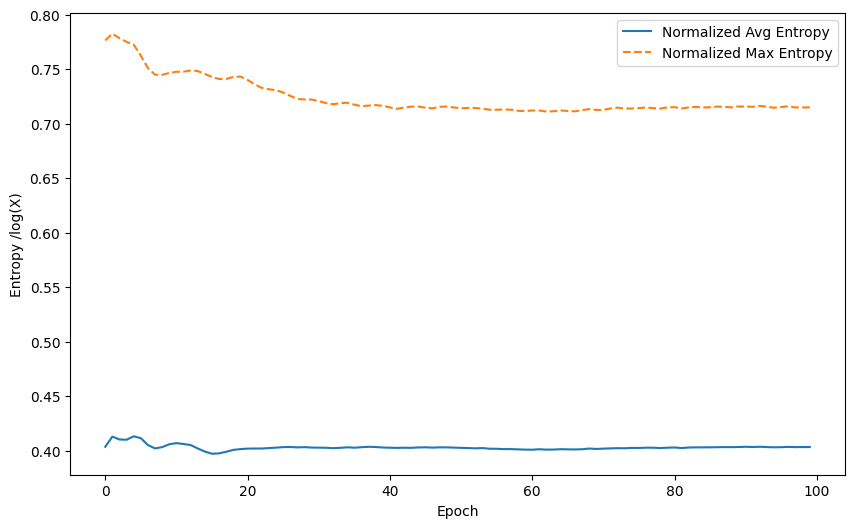 Normalized Avg Entropy
Normalized Max Entropy
Entropy /log(X)
0.80
0.75
0.70
0.65
0.60
0.55
0.50
0.45
0.40
0 20 40 60 80 100
Epoch